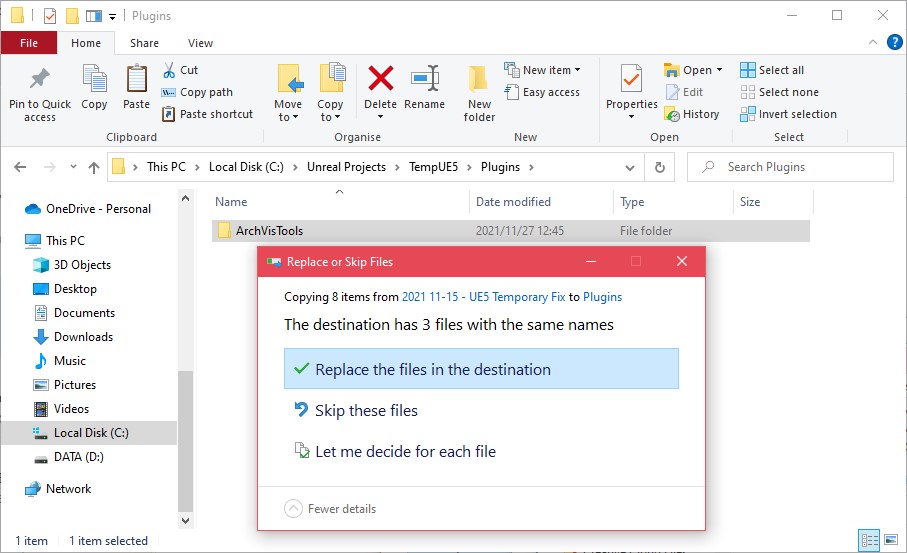 Plugins
File Home Share View
Pin to Quick access
Copy
Paste
Cut
Copy path
Paste shortcut
Clipboard
Move to
Copy to
Delete
Rename
Organise
New folder
New item
Easy access
New
Properties
Open
Edit
History
Open
Select all
Select none
Invert selection
Select
This PC > Local Disk (C:) > Unreal Projects > TempUE5 > Plugins >
Search Plugins
Name Date modified Type Size
ArchVisTools 2021/11/27 12:45 File folder
OneDrive - Personal
This PC
3D Objects
Desktop
Documents
Downloads
Music
Pictures
Videos
Local Disk (C:)
DATA (D:)
Network
Replace or Skip Files
Copying 8 items from 2021 11-15 - UE5 Temporary Fix to Plugins
The destination has 3 files with the same names
Replace the files in the destination
Skip these files
Let me decide for each file
Fewer details
1 item 1 item selected